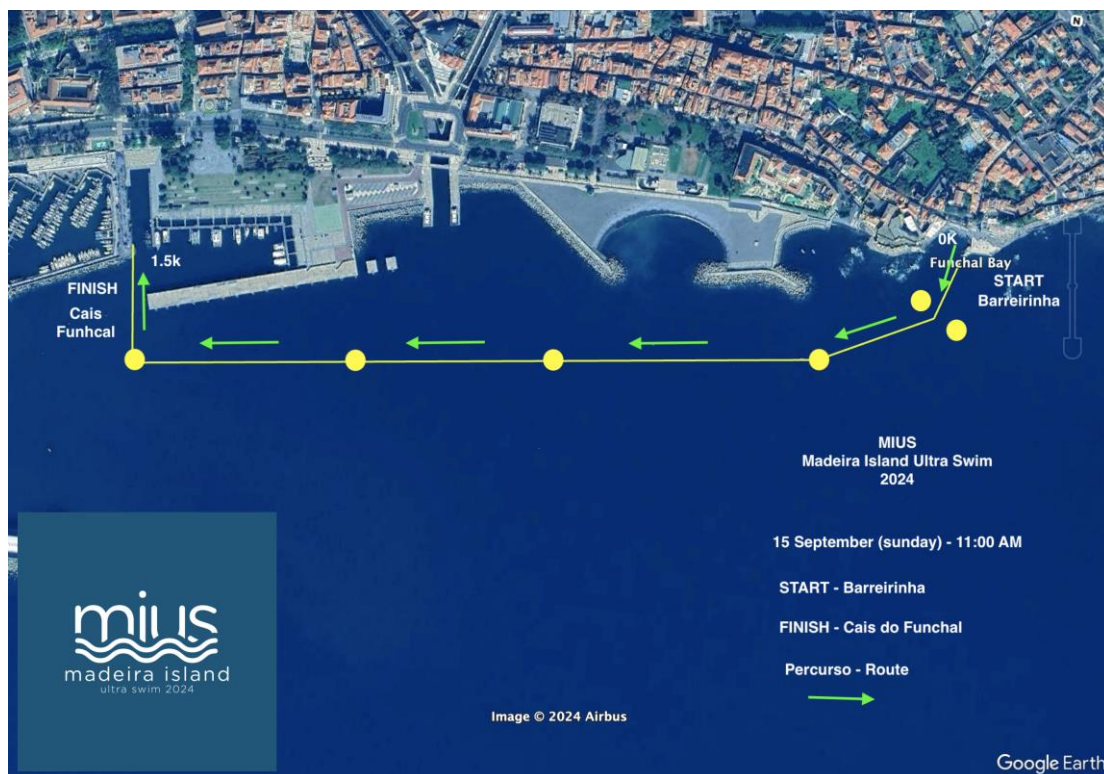 N
0K
Funchal Bay
START
Barreirinha
1.5k
FINISH
Cais
Funhcal
MIUS
Madeira Island Ultra Swim
2024
15 September (sunday) - 11:00 AM
START - Barreirinha
FINISH - Cais do Funchal
Percurso - Route
mius
madeira island
ultra swim 2024
Image © 2024 Airbus
Google Earth